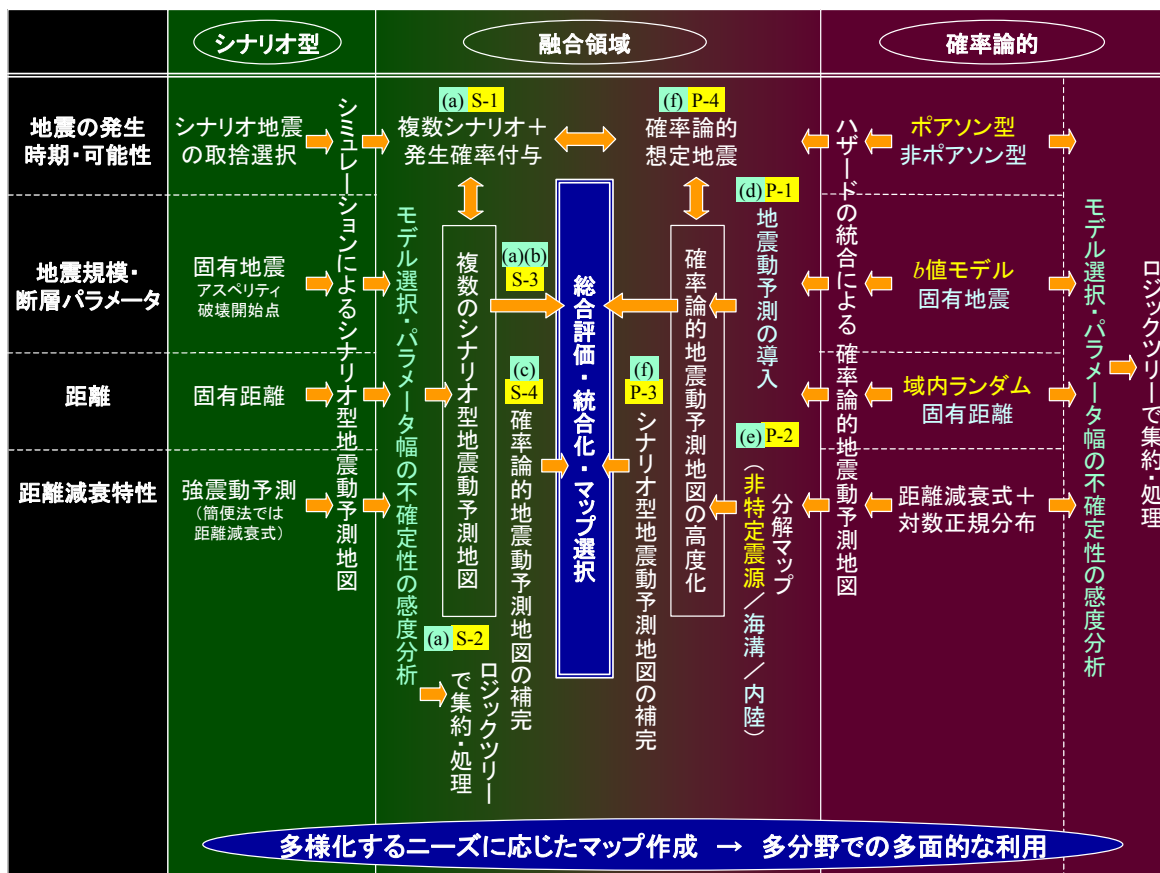 シナリオ型
融合領域
確率論的
地震の発生
時期・可能性
シナリオ地震
の取捨選択
シミュレーションによるシナリオ型地震動予測地図
(a) S-1
複数シナリオ＋
発生確率付与
(f) P-4
確率論的
想定地震
ハザードの統合による確率論的地震動予測地図
ポアソン型
非ポアソン型
地震規模・
断層パラメータ
固有地震
アスペリティ
破壊開始点
モデル選択・パラメータ幅の不確定性の感度分析
複数のシナリオ型地震動予測地図
(a)(b)
S-3
総合評価・統合化・マップ選択
確率論的地震動予測地図の高度化
(d) P-1
地震動予測の導入
b値モデル
固有地震
モデル選択・パラメータ幅の不確定性の感度分析
ロジックツリーで集約・処理
距離
固有距離
(c)
S-4
確率論的地震動予測地図の補完
(f)
P-3
シナリオ型地震動予測地図の補完
域内ランダム
固有距離
距離減衰特性
強震動予測
(簡便法では
距離減衰式)
(e) P-2
分解マップ
(非特定震源／海溝／内陸)
距離減衰式＋
対数正規分布
(a) S-2
ロジックツリー
で集約・処理
多様化するニーズに応じたマップ作成 → 多分野での多面的な利用